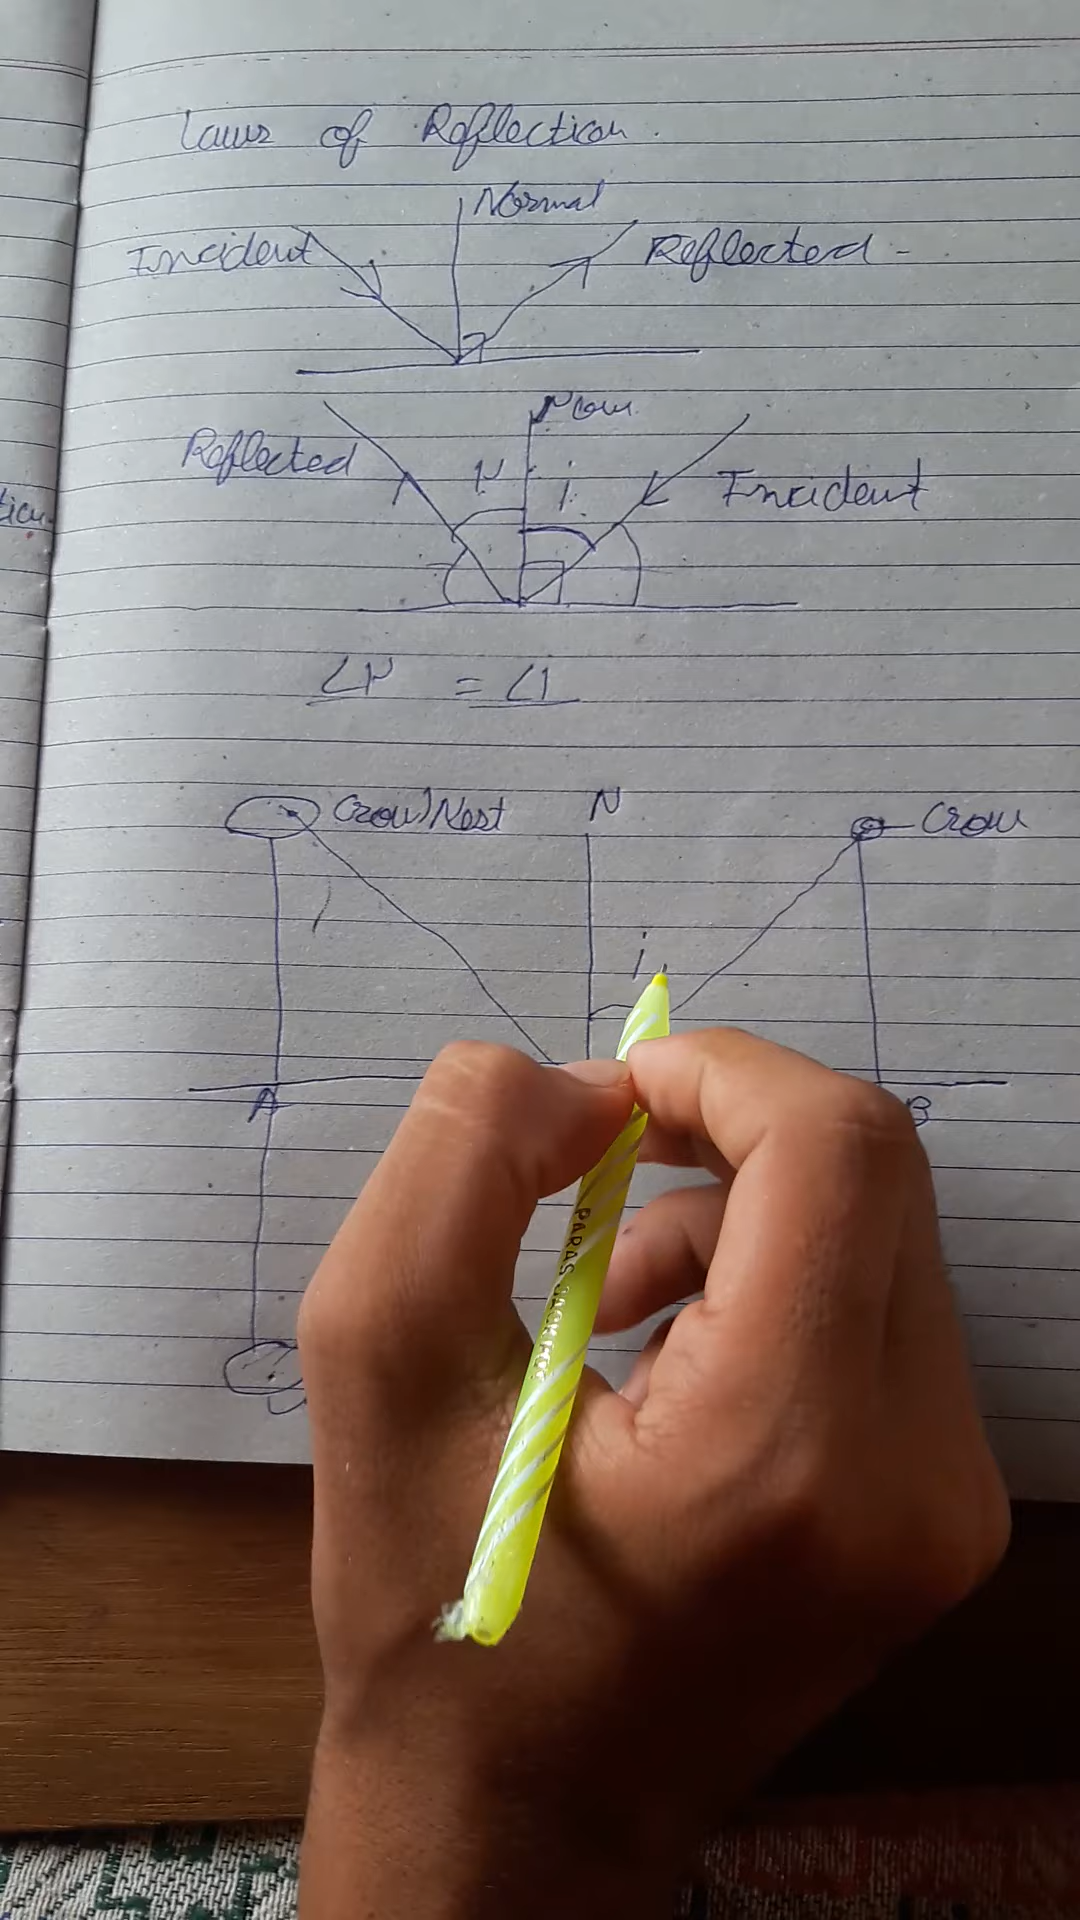 Laws of Reflection.
Normal
Incident
Reflected -
Reflected
r
i
Incident
∠r = ∠i
Crow) Nest
N
Crow
i
A
B
PARAS